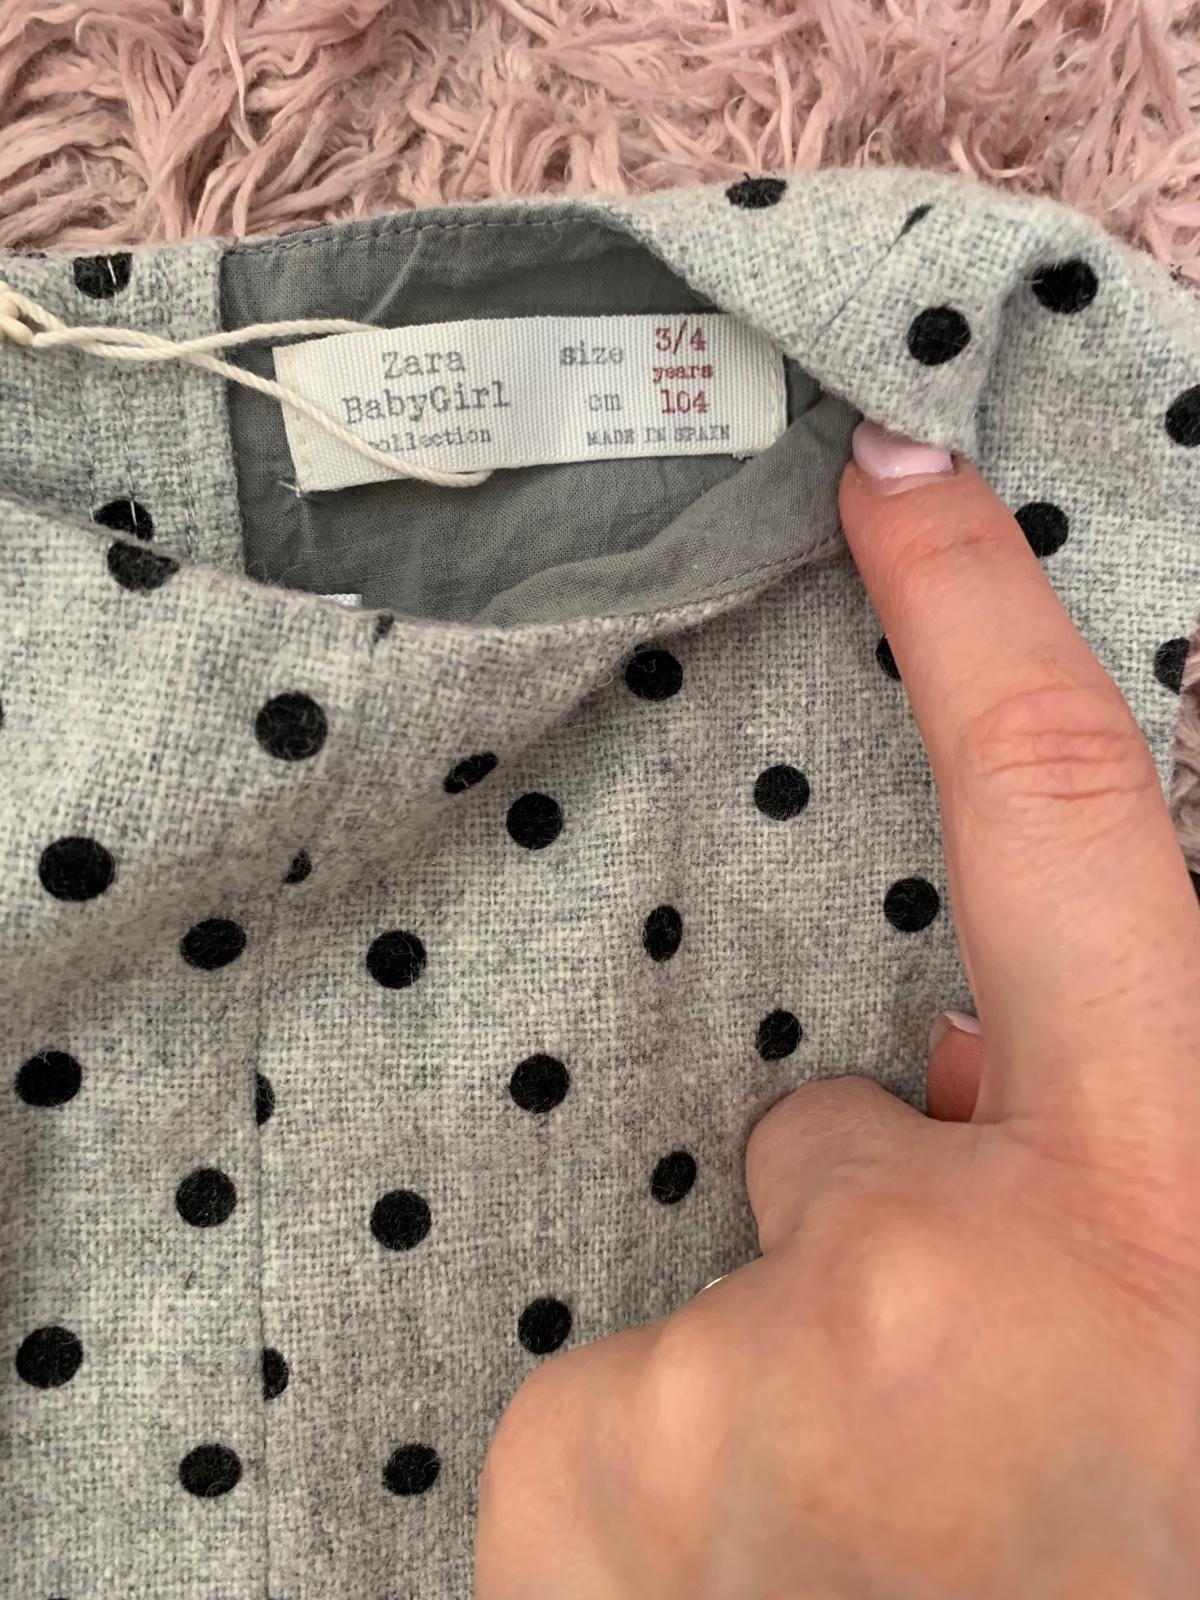 Zara
BabyGirl
collection
size 3/4
years
cm 104
MADE IN SPAIN